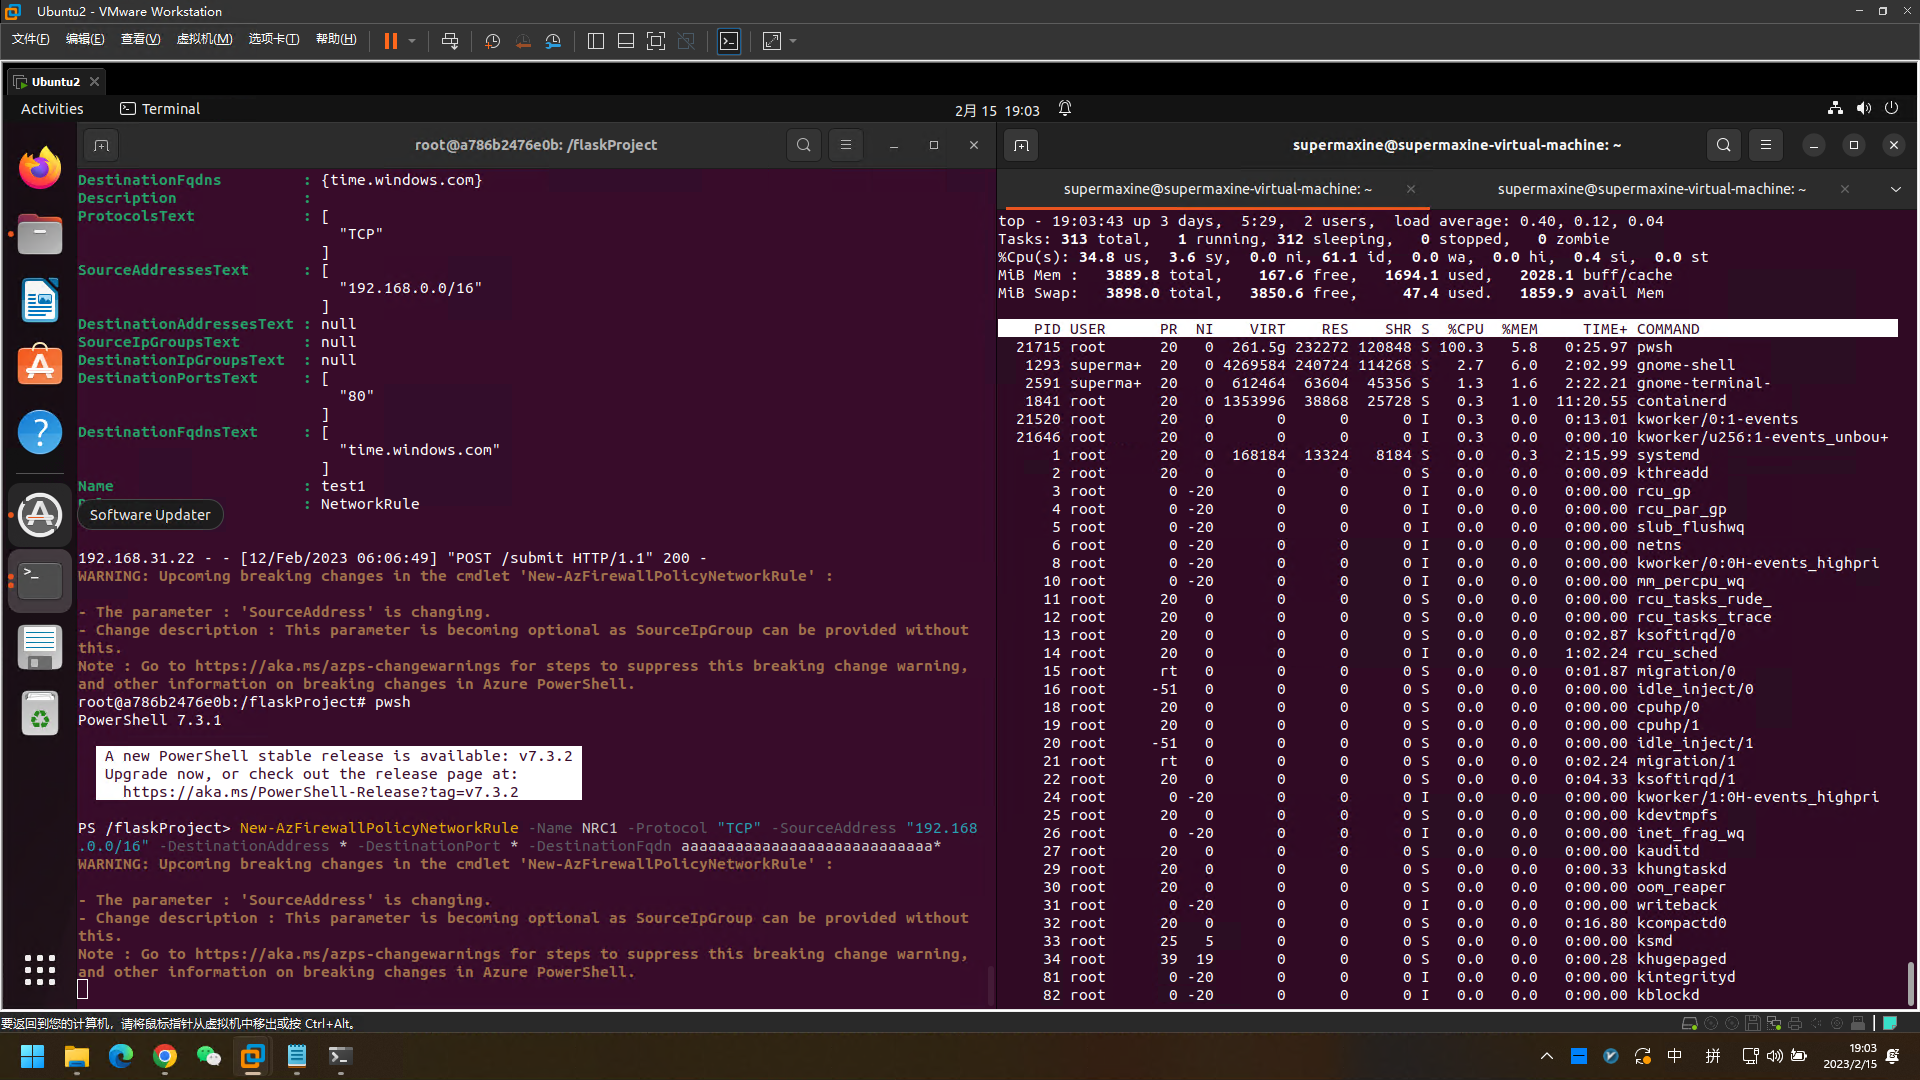 Ubuntu2 - VMware Workstation
文件(F) 编辑(E) 查看(V) 虚拟机(M) 选项卡(T) 帮助(H)
Ubuntu2
Activities Terminal 2月 15 19:03
root@a786b2476e0b: /flaskProject
DestinationFqdns : {time.windows.com}
Description :
ProtocolsText : [
"TCP"
]
SourceAddressesText : [
"192.168.0.0/16"
]
DestinationAddressesText : null
SourceIpGroupsText : null
DestinationIpGroupsText : null
DestinationPortsText : [
"80"
]
DestinationFqdnsText : [
"time.windows.com"
]
Name : test1
: NetworkRule
Software Updater
192.168.31.22 - - [12/Feb/2023 06:06:49] "POST /submit HTTP/1.1" 200 -
WARNING: Upcoming breaking changes in the cmdlet 'New-AzFirewallPolicyNetworkRule' :
- The parameter : 'SourceAddress' is changing.
- Change description : This parameter is becoming optional as SourceIpGroup can be provided without
this.
Note : Go to https://aka.ms/azps-changewarnings for steps to suppress this breaking change warning,
and other information on breaking changes in Azure PowerShell.
root@a786b2476e0b:/flaskProject# pwsh
PowerShell 7.3.1
A new PowerShell stable release is available: v7.3.2
Upgrade now, or check out the release page at:
https://aka.ms/PowerShell-Release?tag=v7.3.2
PS /flaskProject> New-AzFirewallPolicyNetworkRule -Name NRC1 -Protocol "TCP" -SourceAddress "192.168
.0.0/16" -DestinationAddress * -DestinationPort * -DestinationFqdn aaaaaaaaaaaaaaaaaaaaaaaaaaaa*
WARNING: Upcoming breaking changes in the cmdlet 'New-AzFirewallPolicyNetworkRule' :
- The parameter : 'SourceAddress' is changing.
- Change description : This parameter is becoming optional as SourceIpGroup can be provided without
this.
Note : Go to https://aka.ms/azps-changewarnings for steps to suppress this breaking change warning,
and other information on breaking changes in Azure PowerShell.
supermaxine@supermaxine-virtual-machine: ~
supermaxine@supermaxine-virtual-machine: ~ supermaxine@supermaxine-virtual-machine: ~
top - 19:03:43 up 3 days, 5:29, 2 users, load average: 0.40, 0.12, 0.04
Tasks: 313 total, 1 running, 312 sleeping, 0 stopped, 0 zombie
%Cpu(s): 34.8 us, 3.6 sy, 0.0 ni, 61.1 id, 0.0 wa, 0.0 hi, 0.4 si, 0.0 st
MiB Mem : 3889.8 total, 167.6 free, 1694.1 used, 2028.1 buff/cache
MiB Swap: 3898.0 total, 3850.6 free, 47.4 used. 1859.9 avail Mem
PID USER PR NI VIRT RES SHR S %CPU %MEM TIME+ COMMAND
21715 root 20 0 261.5g 232272 120848 S 100.3 5.8 0:25.97 pwsh
1293 superma+ 20 0 4269584 240724 114268 S 2.7 6.0 2:02.99 gnome-shell
2591 superma+ 20 0 612464 63604 45356 S 1.3 1.6 2:22.21 gnome-terminal-
1841 root 20 0 1353996 38868 25728 S 0.3 1.0 11:20.55 containerd
21520 root 20 0 0 0 0 I 0.3 0.0 0:13.01 kworker/0:1-events
21646 root 20 0 0 0 0 I 0.3 0.0 0:00.10 kworker/u256:1-events_unbou+
1 root 20 0 168184 13324 8184 S 0.0 0.3 2:15.99 systemd
2 root 20 0 0 0 0 S 0.0 0.0 0:00.09 kthreadd
3 root 0 -20 0 0 0 I 0.0 0.0 0:00.00 rcu_gp
4 root 0 -20 0 0 0 I 0.0 0.0 0:00.00 rcu_par_gp
5 root 0 -20 0 0 0 I 0.0 0.0 0:00.00 slub_flushwq
6 root 0 -20 0 0 0 I 0.0 0.0 0:00.00 netns
8 root 0 -20 0 0 0 I 0.0 0.0 0:00.00 kworker/0:0H-events_highpri
10 root 0 -20 0 0 0 I 0.0 0.0 0:00.00 mm_percpu_wq
11 root 20 0 0 0 0 S 0.0 0.0 0:00.00 rcu_tasks_rude_
12 root 20 0 0 0 0 S 0.0 0.0 0:00.00 rcu_tasks_trace
13 root 20 0 0 0 0 S 0.0 0.0 0:02.87 ksoftirqd/0
14 root 20 0 0 0 0 I 0.0 0.0 1:02.24 rcu_sched
15 root rt 0 0 0 0 S 0.0 0.0 0:01.87 migration/0
16 root -51 0 0 0 0 S 0.0 0.0 0:00.00 idle_inject/0
18 root 20 0 0 0 0 S 0.0 0.0 0:00.00 cpuhp/0
19 root 20 0 0 0 0 S 0.0 0.0 0:00.00 cpuhp/1
20 root -51 0 0 0 0 S 0.0 0.0 0:00.00 idle_inject/1
21 root rt 0 0 0 0 S 0.0 0.0 0:02.24 migration/1
22 root 20 0 0 0 0 S 0.0 0.0 0:04.33 ksoftirqd/1
24 root 0 -20 0 0 0 I 0.0 0.0 0:00.00 kworker/1:0H-events_highpri
25 root 20 0 0 0 0 S 0.0 0.0 0:00.00 kdevtmpfs
26 root 0 -20 0 0 0 I 0.0 0.0 0:00.00 inet_frag_wq
27 root 20 0 0 0 0 S 0.0 0.0 0:00.00 kauditd
29 root 20 0 0 0 0 S 0.0 0.0 0:00.33 khungtaskd
30 root 20 0 0 0 0 S 0.0 0.0 0:00.00 oom_reaper
31 root 0 -20 0 0 0 I 0.0 0.0 0:00.00 writeback
32 root 20 0 0 0 0 S 0.0 0.0 0:16.80 kcompactd0
33 root 25 5 0 0 0 S 0.0 0.0 0:00.00 ksmd
34 root 39 19 0 0 0 S 0.0 0.0 0:00.28 khugepaged
81 root 0 -20 0 0 0 I 0.0 0.0 0:00.00 kintegrityd
82 root 0 -20 0 0 0 I 0.0 0.0 0:00.00 kblockd
要返回到您的计算机，请将鼠标指针从虚拟机中移出或按 Ctrl+Alt。
中 拼 19:03
2023/2/15